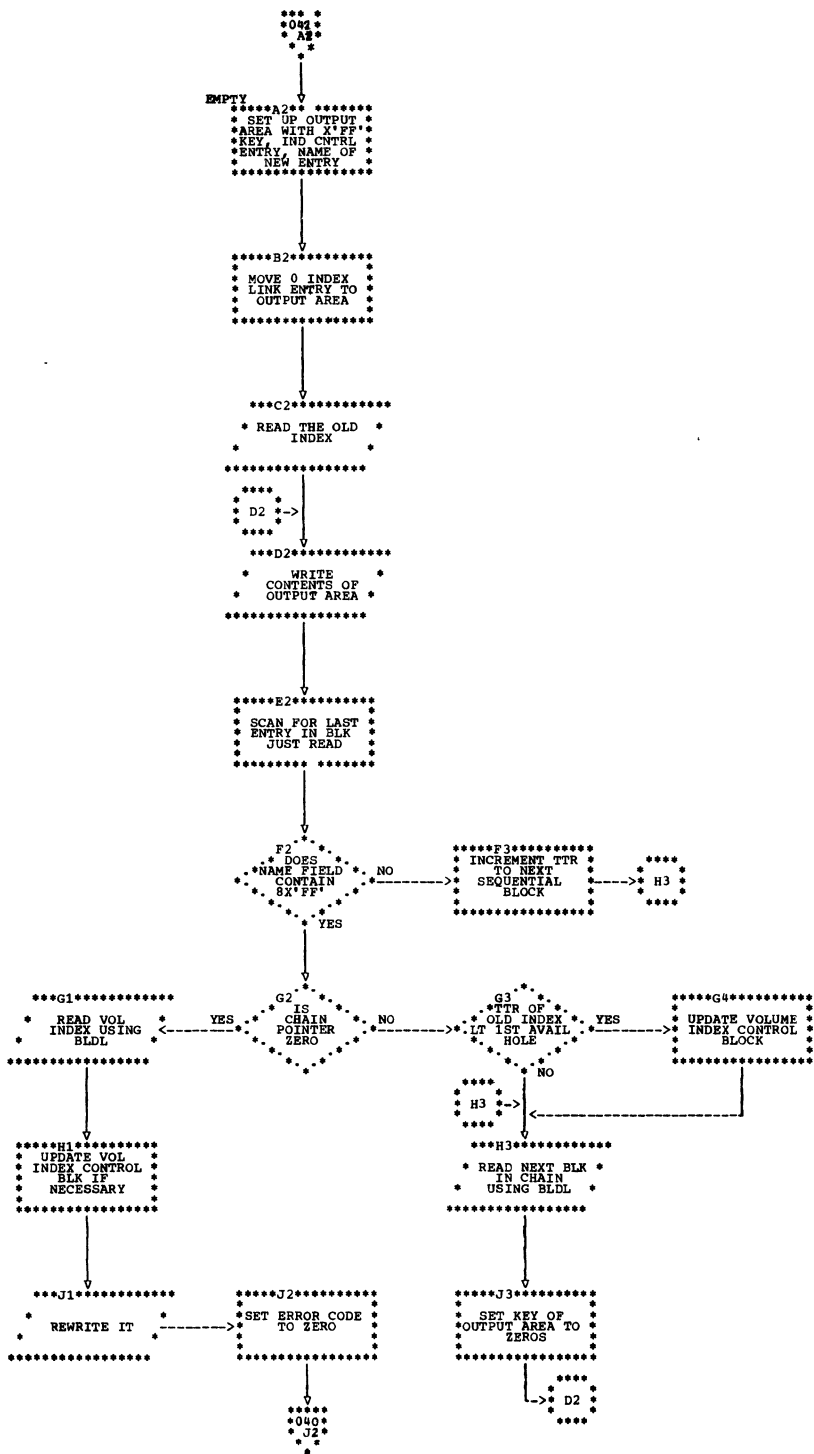 041
A2
EMPTY
A2
SET UP OUTPUT
AREA WITH X'FF'
KEY, IND CNTRL
ENTRY, NAME OF
NEW ENTRY
B2
MOVE 0 INDEX
LINK ENTRY TO
OUTPUT AREA
C2
READ THE OLD
INDEX
D2
D2
WRITE
CONTENTS OF
OUTPUT AREA
E2
SCAN FOR LAST
ENTRY IN BLK
JUST READ
F2
DOES
NAME FIELD
CONTAIN
8X'FF'
NO
YES
F3
INCREMENT TTR
TO NEXT
SEQUENTIAL
BLOCK
H3
G1
READ VOL
INDEX USING
BLDL
YES
G2
IS
CHAIN
POINTER
ZERO
NO
G3
TTR OF
OLD INDEX
LT 1ST AVAIL
HOLE
YES
NO
G4
UPDATE VOLUME
INDEX CONTROL
BLOCK
H3
H1
UPDATE VOL
INDEX CONTROL
BLK IF
NECESSARY
H3
READ NEXT BLK
IN CHAIN
USING BLDL
J1
REWRITE IT
J2
SET ERROR CODE
TO ZERO
J3
SET KEY OF
OUTPUT AREA TO
ZEROS
D2
040
J2